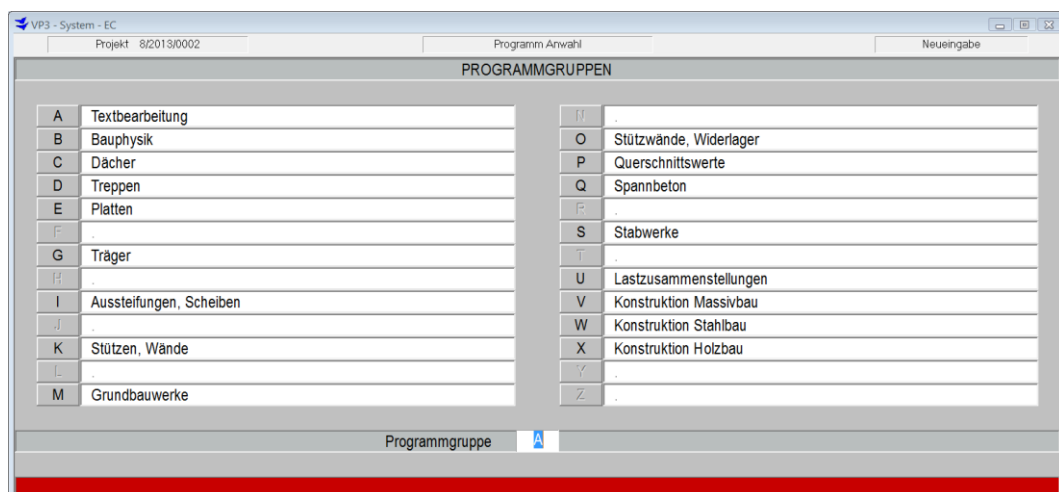 VP3 - System - EC
Projekt 8/2013/0002 Programm Anwahl Neueingabe
PROGRAMMGRUPPEN
A Textbearbeitung
B Bauphysik
C Dächer
D Treppen
E Platten
F .
G Träger
H .
I Aussteifungen, Scheiben
J .
K Stützen, Wände
L .
M Grundbauwerke
N .
O Stützwände, Widerlager
P Querschnittswerte
Q Spannbeton
R .
S Stabwerke
T .
U Lastzusammenstellungen
V Konstruktion Massivbau
W Konstruktion Stahlbau
X Konstruktion Holzbau
Y .
Z .
Programmgruppe A